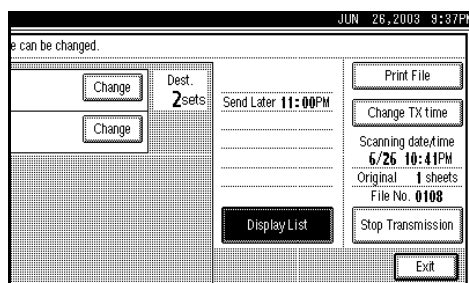 JUN 26,2003 9:37P
e can be changed.
Change
Change
Dest.
2sets
Send Later 11:00PM
Display List
Print File
Change TX time
Scanning date/time
6/26 10:41PM
Original 1 sheets
File No. 0108
Stop Transmission
Exit